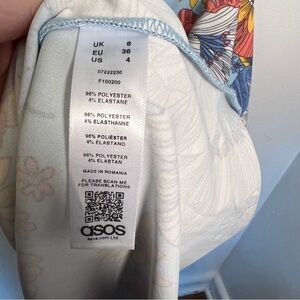 UK 8
EU 36
US 4
07222230
F100200
96% POLYESTER
4% ELASTANE
96% POLYESTER
4% ELASTHANNE
96% POLIÉSTER
4% ELASTANO
96% POLYESTER
4% ELASTAN
MADE IN ROMANIA
PLEASE SCAN ME
FOR TRANSLATIONS
asos
asos.com Ltd